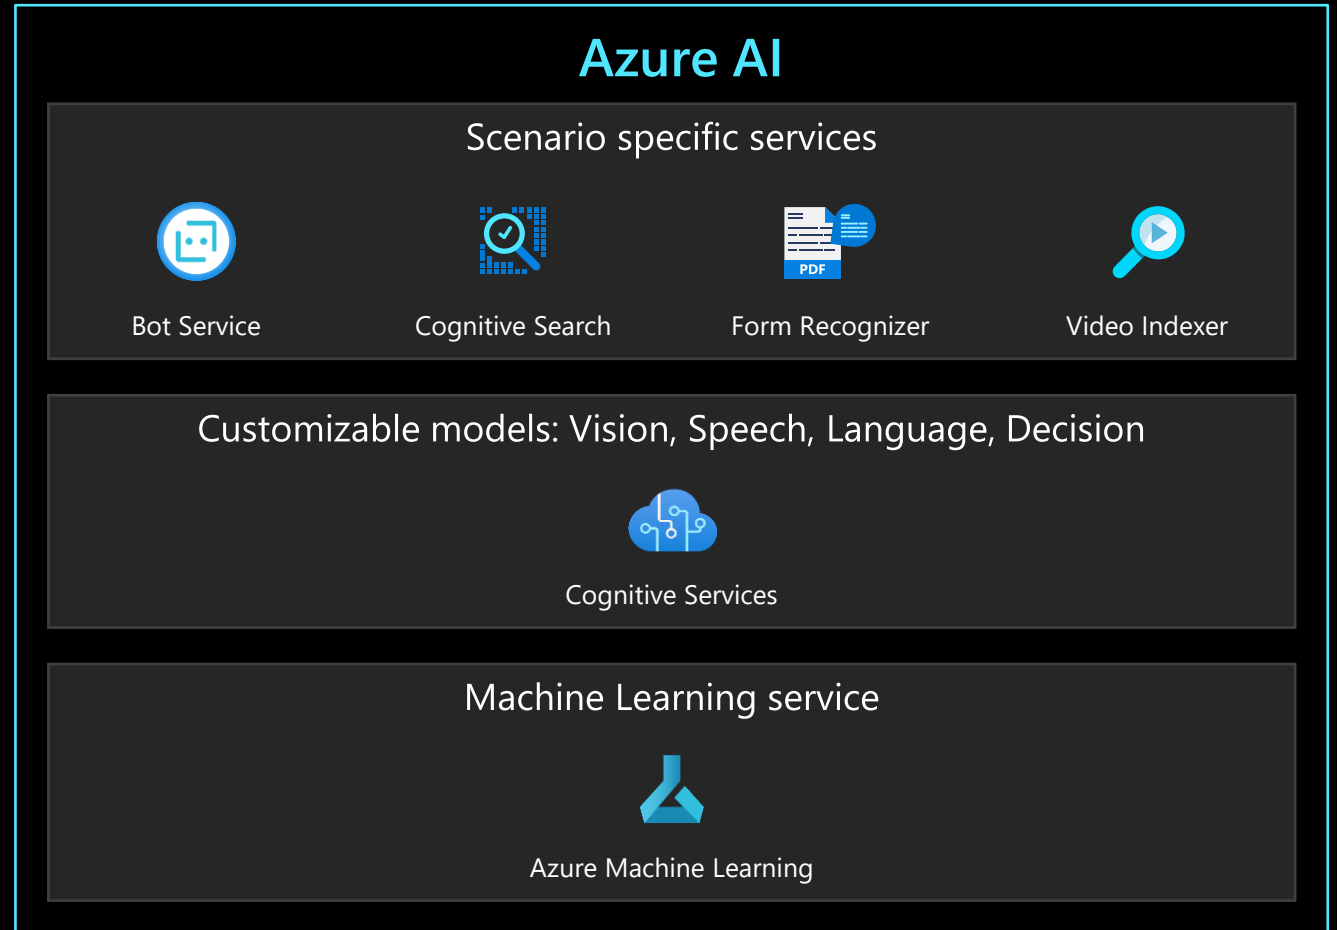 Azure AI
Scenario specific services
PDF
Bot Service
Cognitive Search
Form Recognizer
Video Indexer
Customizable models: Vision, Speech, Language, Decision
Cognitive Services
Machine Learning service
Azure Machine Learning